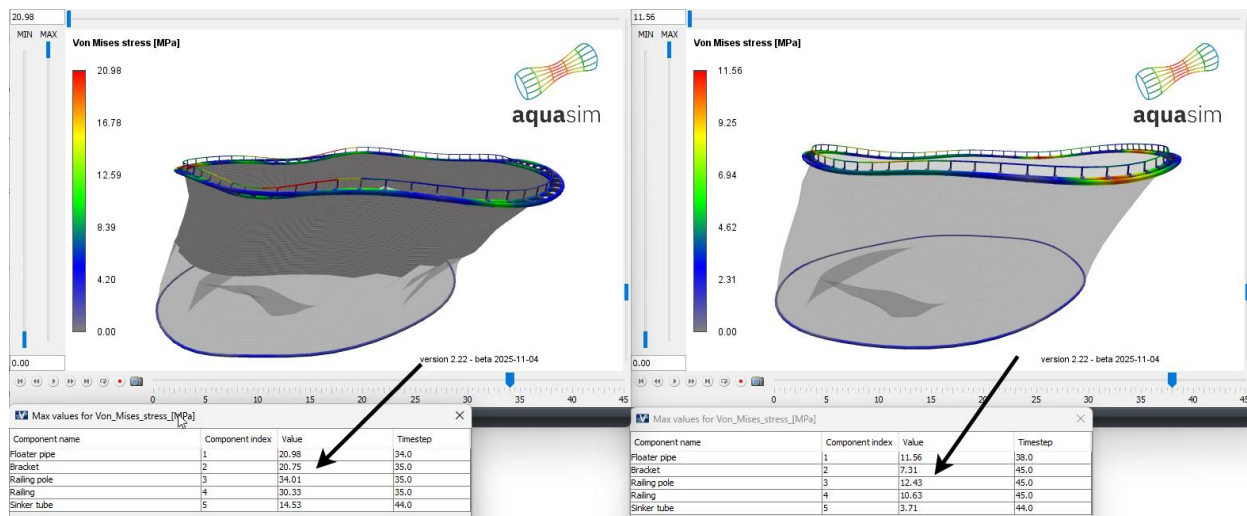 20.98
MIN MAX
Von Mises stress [MPa]
20.98
16.78
12.59
8.39
4.20
0.00
aquasim
version 2.22 - beta 2025-11-04
0.00
0 5 10 15 20 25 30 35 40 45
Max values for Von_Mises_stress_[MPa]
Component name Component index Value Timestep
Floater pipe 1 20.98 34.0
Bracket 2 20.75 35.0
Railing pole 3 34.01 35.0
Railing 4 30.33 35.0
Sinker tube 5 14.53 44.0
11.56
MIN MAX
Von Mises stress [MPa]
11.56
9.25
6.94
4.62
2.31
0.00
aquasim
version 2.22 - beta 2025-11-04
0.00
0 5 10 15 20 25 30 35 40 45
Max values for Von_Mises_stress_[MPa]
Component name Component index Value Timestep
Floater pipe 1 11.56 38.0
Bracket 2 7.31 45.0
Railing pole 3 12.43 45.0
Railing 4 10.63 45.0
Sinker tube 5 3.71 44.0